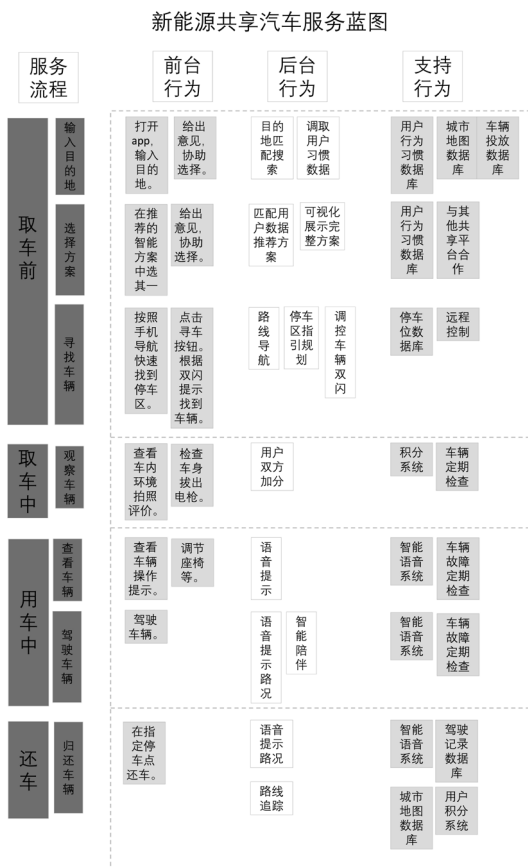 新能源共享汽车服务蓝图
服务
流程
前台
行为
后台
行为
支持
行为
取车前
输入目的地
打开
app,
输入
目的
地。
给出
意见,
协助
选择。
目的
地匹
配搜
索
调取
用户
习惯
数据
用户
行为
习惯
数据
库
城市
地图
数据
库
车辆
投放
数据
库
选择方案
在推
荐的
智能
方案
中选
其一
给出
意见,
协助
选择。
匹配用
户数据
推荐方
案
可视化
展示完
整方案
用户
行为
习惯
数据
库
与其
他共
享平
台合
作
寻找车辆
按照
手机
导航
快速
找到
停车
区。
点击
寻车
按钮。
根据
双闪
提示
找到
车辆。
路
线
导
航
停车
区指
引规
划
调
控
车
辆
双
闪
停车
位数
据库
远程
控制
取车中
观察车辆
查看
车内
环境
拍照
评价。
检查
车身
拔出
电枪。
用户
双方
加分
积分
系统
车辆
定期
检查
用车中
查看车辆
查看
车辆
操作
提示。
调节
座椅
等。
语
音
提
示
智能
语音
系统
车辆
故障
定期
检查
驾驶车辆
驾驶
车辆。
语
音
提
示
路
况
智
能
陪
伴
智能
语音
系统
车辆
故障
定期
检查
还车
归还车辆
在指
定停
车点
还车。
语音
提示
路况
智能
语音
系统
驾驶
记录
数据
库
路线
追踪
城市
地图
数据
库
用户
积分
系统